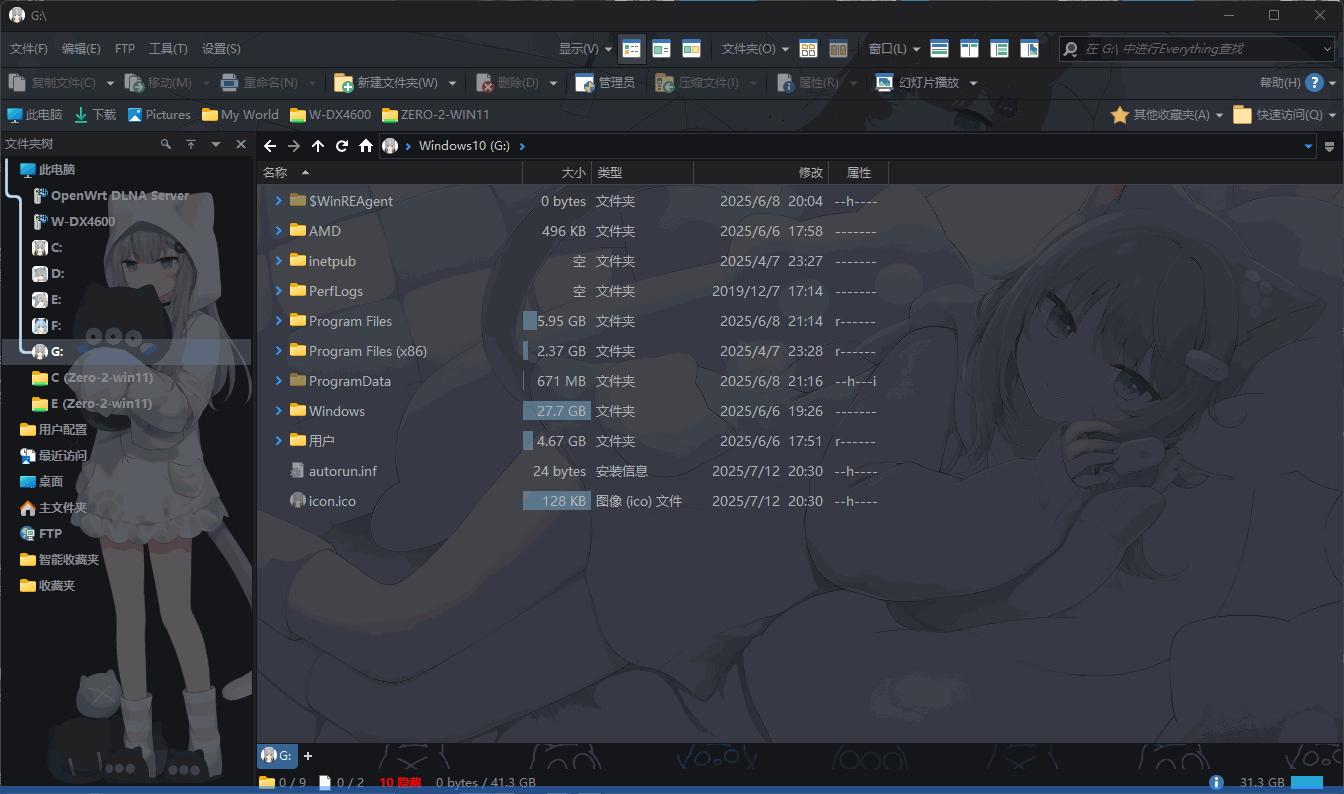 G:\
文件(F) 编辑(E) FTP 工具(T) 设置(S) 显示(V) 文件夹(O) 窗口(L) 在 G:\ 中进行Everything查找
复制文件(C) 移动(M) 重命名(N) 新建文件夹(W) 删除(D) 管理员 压缩文件(I) 属性(R) 幻灯片播放 帮助(H)
此电脑 下载 Pictures My World W-DX4600 ZERO-2-WIN11 其他收藏夹(A) 快速访问(Q)
文件夹树
Windows10 (G:)
此电脑
OpenWrt DLNA Server
W-DX4600
C:
D:
E:
F:
G:
C (Zero-2-win11)
E (Zero-2-win11)
用户配置
最近访问
桌面
主文件夹
FTP
智能收藏夹
收藏夹
名称 大小 类型 修改 属性
$WinREAgent 0 bytes 文件夹 2025/6/8 20:04 --h----
AMD 496 KB 文件夹 2025/6/6 17:58 -------
inetpub 空 文件夹 2025/4/7 23:27 -------
PerfLogs 空 文件夹 2019/12/7 17:14 -------
Program Files 5.95 GB 文件夹 2025/6/8 21:14 r------
Program Files (x86) 2.37 GB 文件夹 2025/4/7 23:28 r------
ProgramData 671 MB 文件夹 2025/6/8 21:16 --h---i
Windows 27.7 GB 文件夹 2025/6/6 19:26 -------
用户 4.67 GB 文件夹 2025/6/6 17:51 r------
autorun.inf 24 bytes 安装信息 2025/7/12 20:30 --h----
icon.ico 128 KB 图像 (ico) 文件 2025/7/12 20:30 --h----
G:
0 / 9 0 / 2 10 隐藏 0 bytes / 41.3 GB 31.3 GB